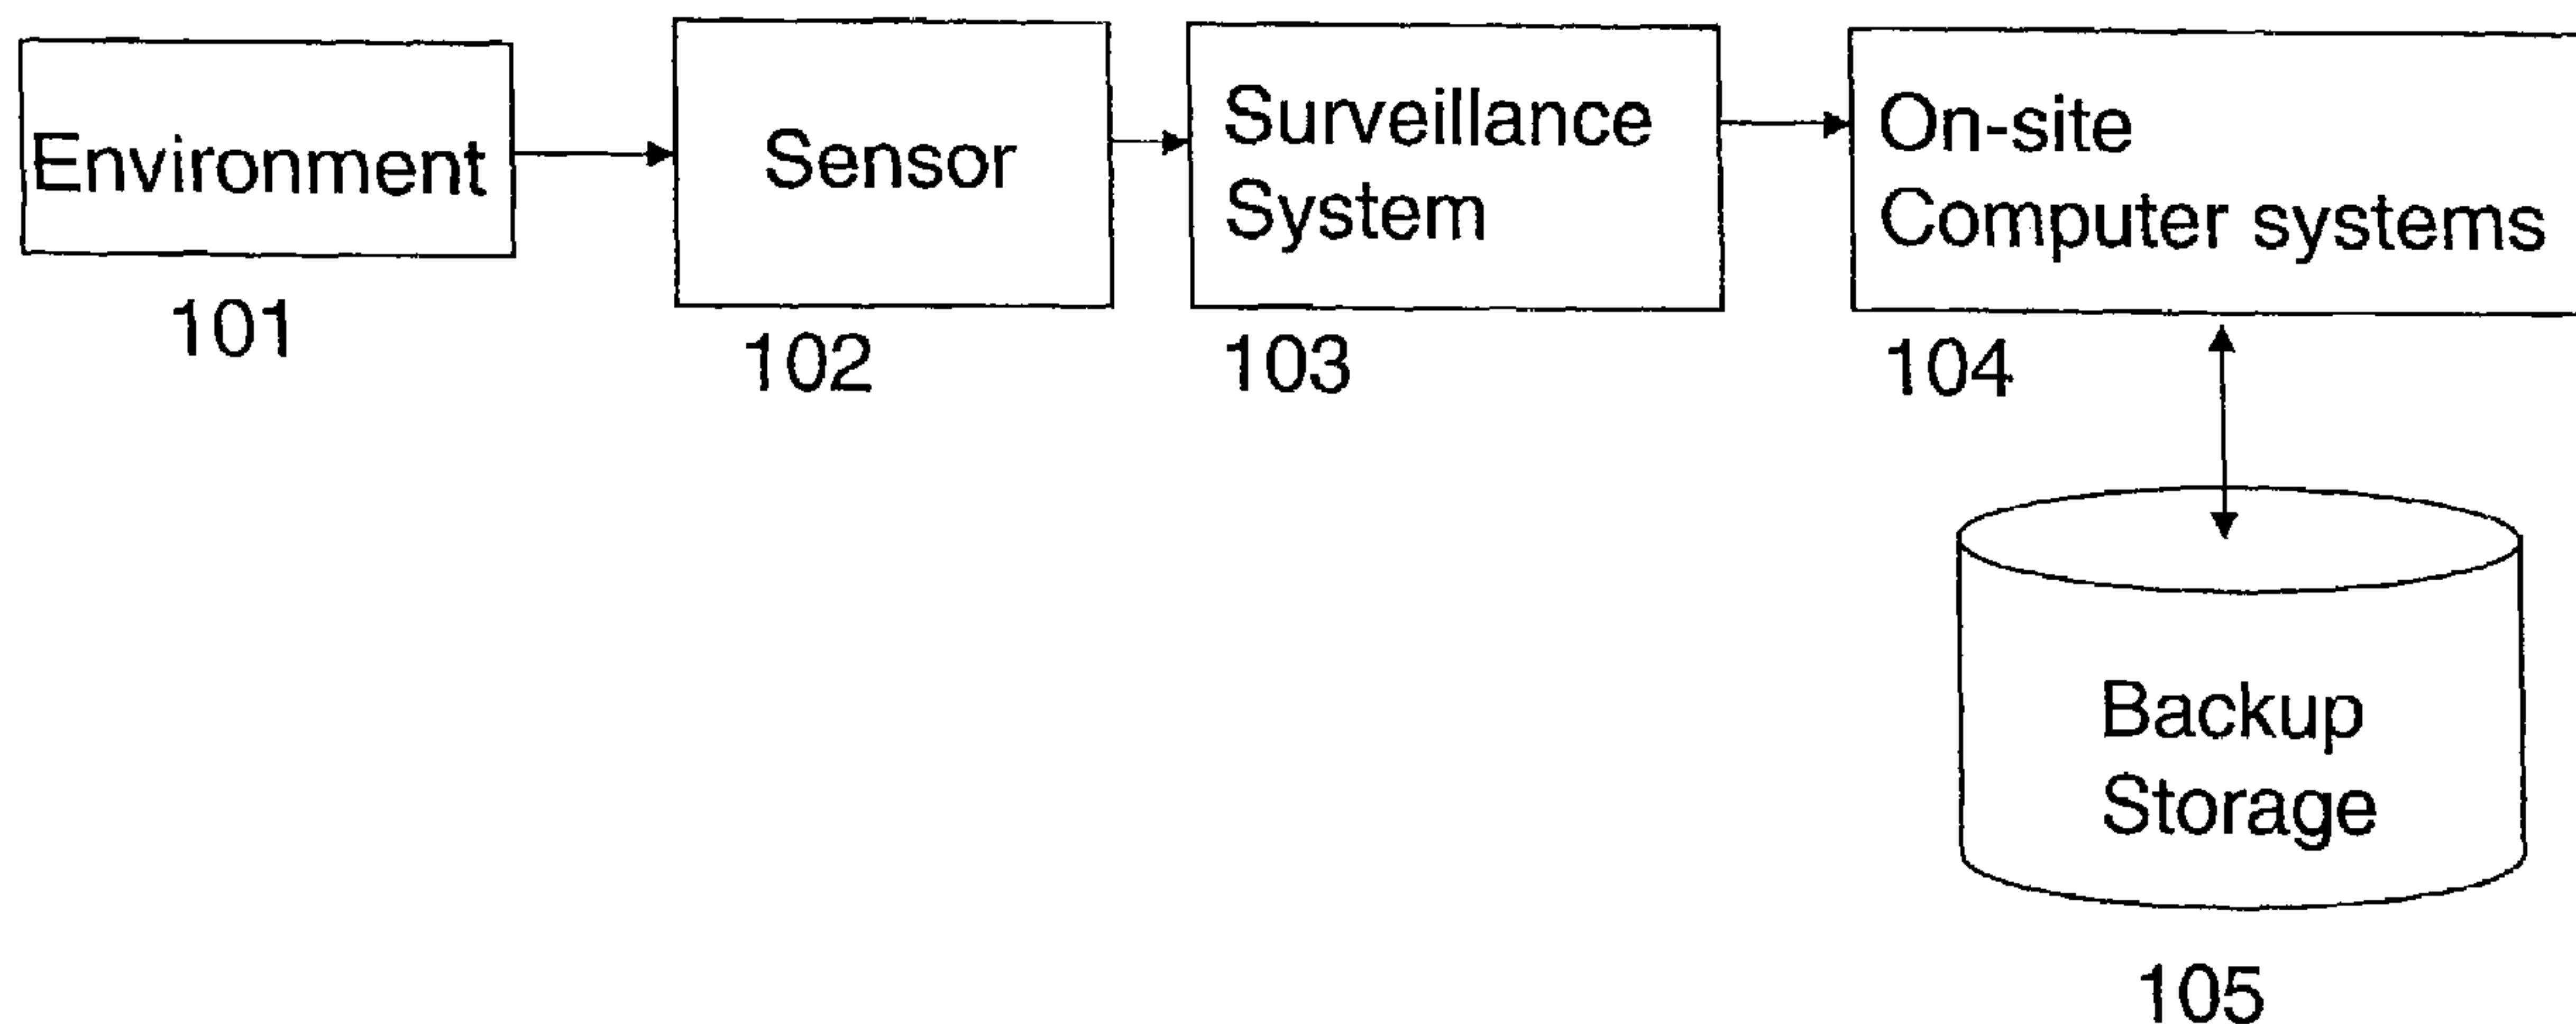 Environment
101
Sensor
102
Surveillance
System
103
On-site
Computer systems
104
Backup
Storage
105